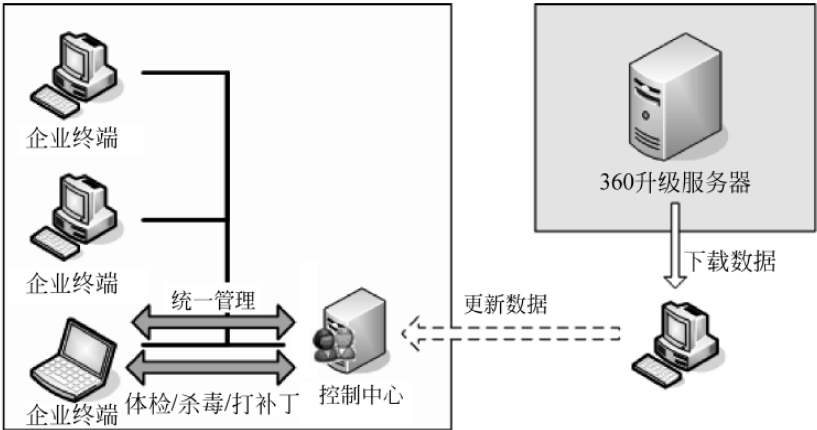 企业终端
360升级服务器
下载数据
企业终端
统一管理
更新数据
企业终端
体检/杀毒/打补丁
控制中心